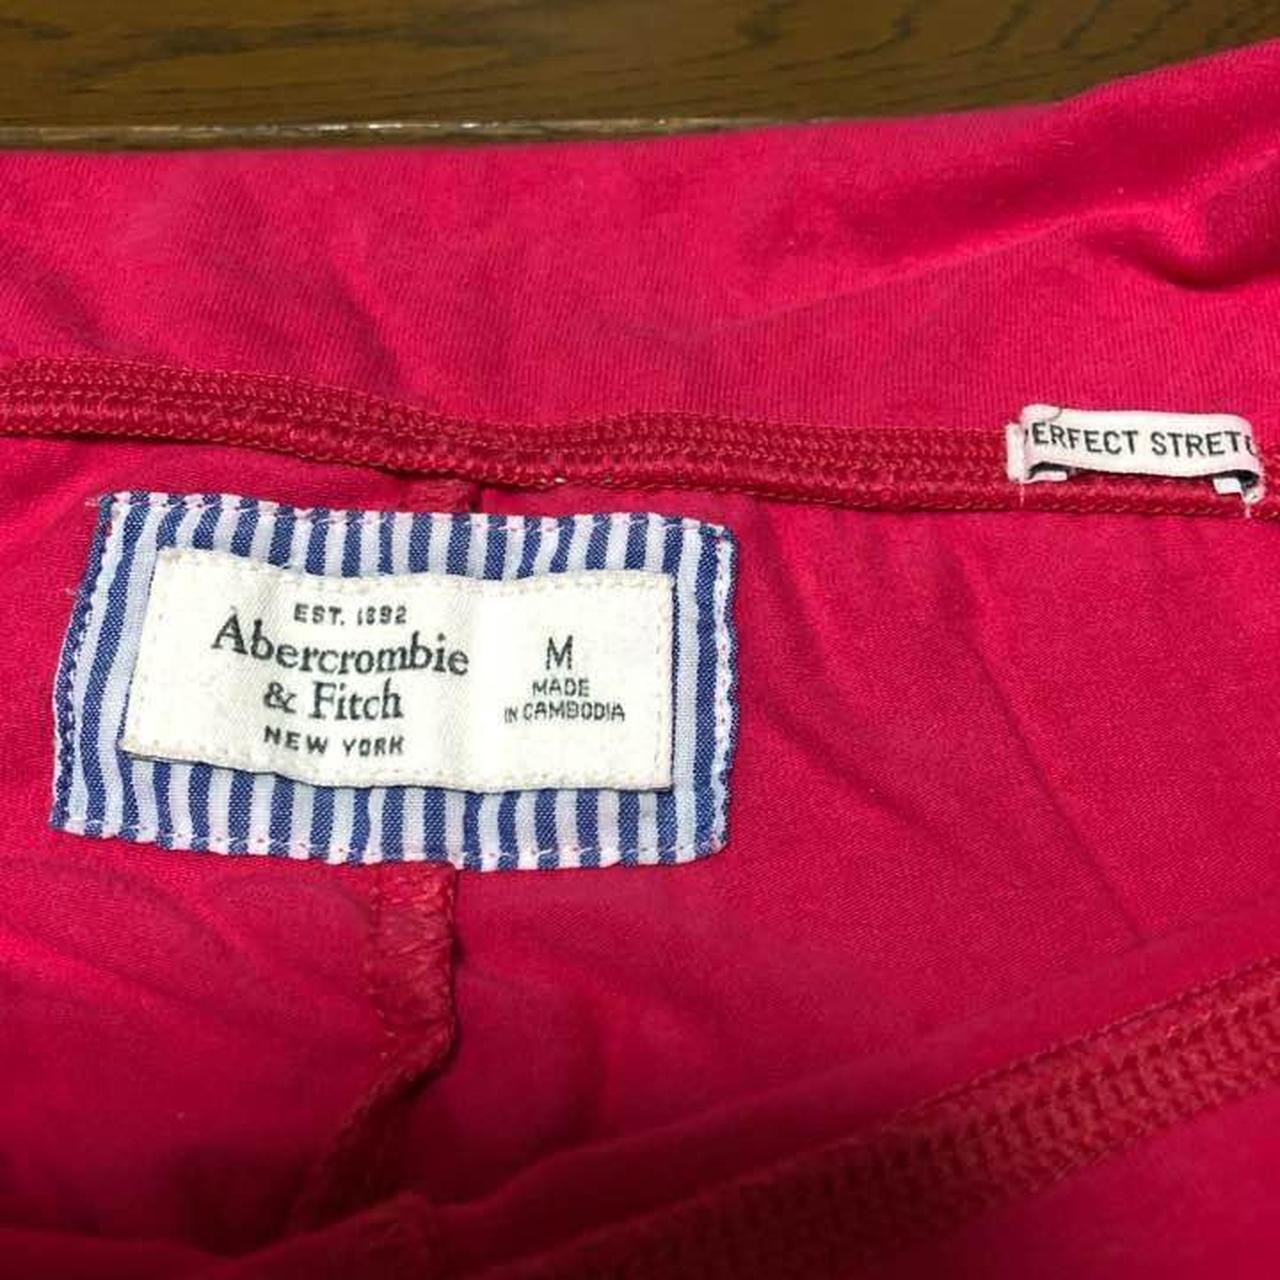 ERFECT STRET
EST. 1892
Abercrombie
& Fitch
NEW YORK
M
MADE
IN CAMBODIA